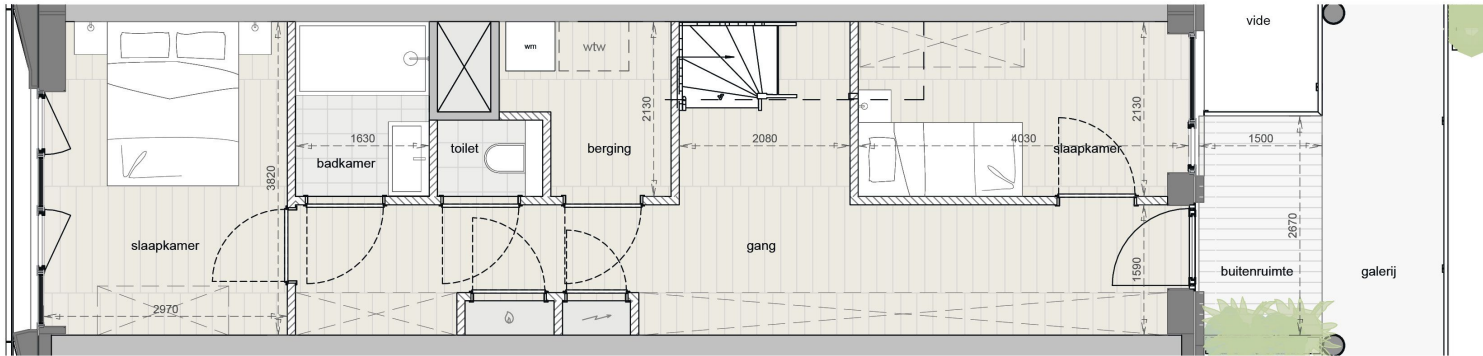 vide
wm
wtw
2130
2130
1630
toilet
berging
2080
4030
slaapkamer
1500
badkamer
3820
slaapkamer
gang
2670
1590
buitenruimte
galerij
2970